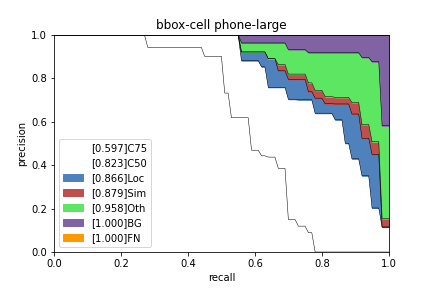 bbox-cell phone-large
1.0
0.8
0.6
0.4
0.2
0.0
precision
[0.597]C75
[0.823]C50
[0.866]Loc
[0.879]Sim
[0.958]Oth
[1.000]BG
[1.000]FN
0.0 0.2 0.4 0.6 0.8 1.0
recall